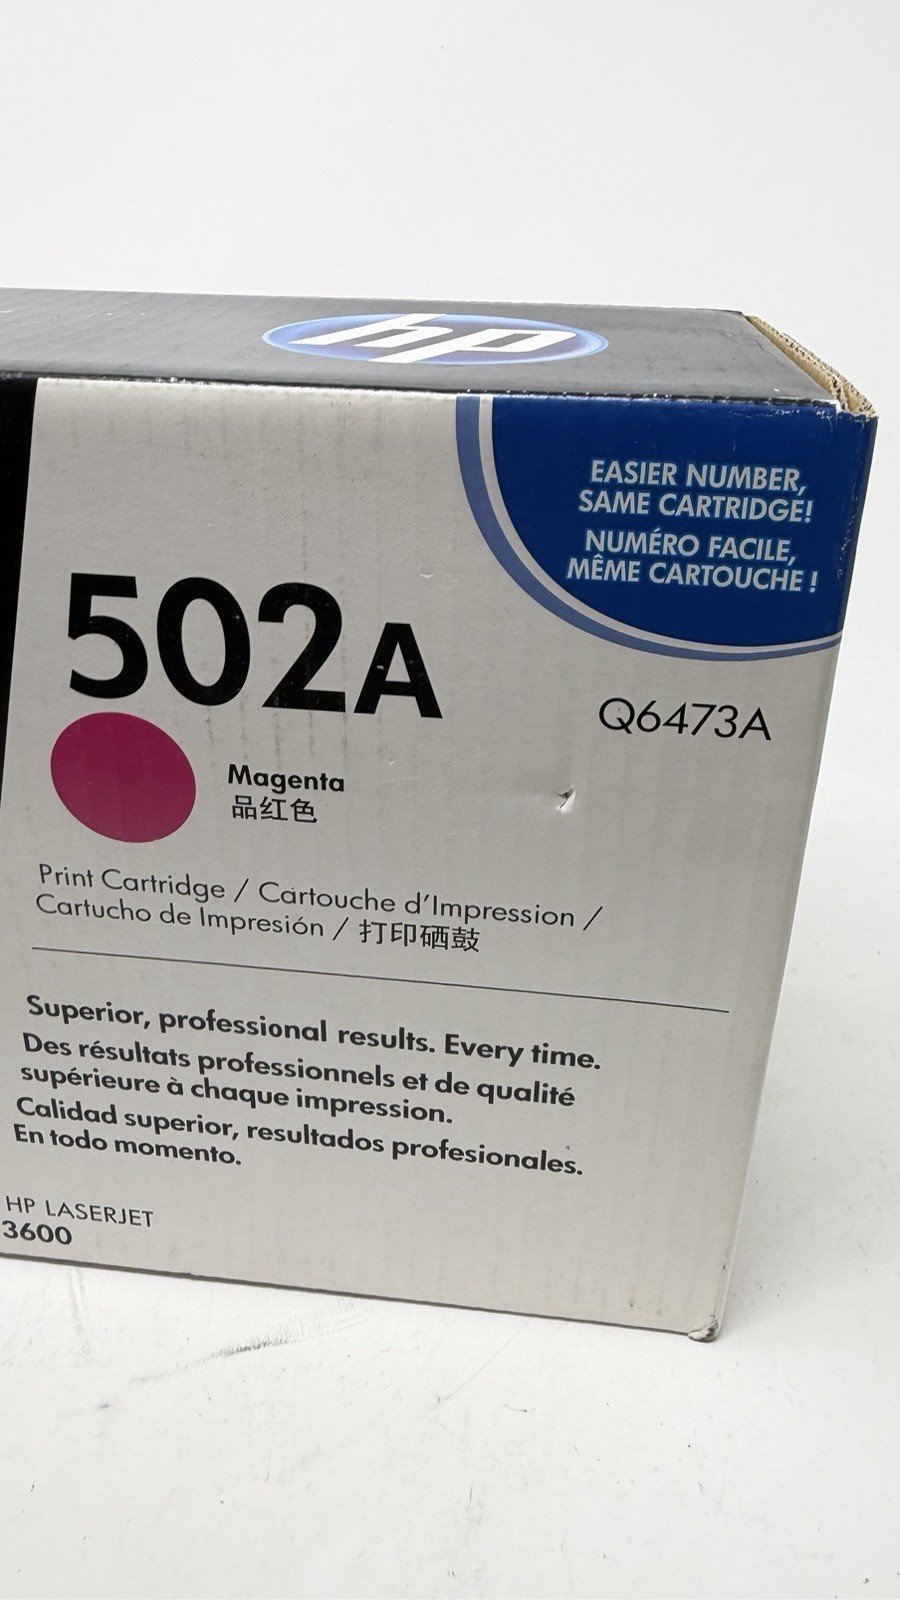 hp
EASIER NUMBER,
SAME CARTRIDGE!
NUMÉRO FACILE,
MÊME CARTOUCHE !
502A
Q6473A
Magenta
品红色
Print Cartridge / Cartouche d'Impression /
Cartucho de Impresión / 打印硒鼓
Superior, professional results. Every time.
Des résultats professionnels et de qualité
supérieure à chaque impression.
Calidad superior, resultados profesionales.
En todo momento.
HP LASERJET
3600